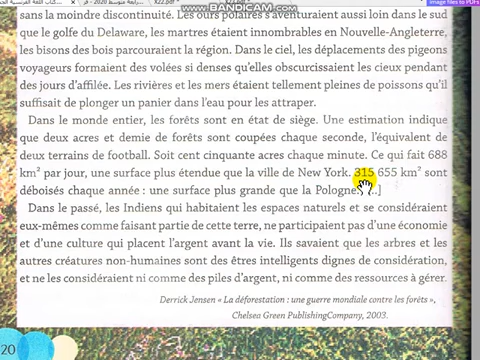 كتاب اللغة الفرنسية
X22.pdf
رابعة متوسط 2020
WWW.BANDICAM.COM
image files to PDFs
sans la moindre discontinuité. Les ours polaires s'aventuraient aussi loin dans le sud
que le golfe du Delaware, les martres étaient innombrables en Nouvelle-Angleterre,
les bisons des bois parcouraient la région. Dans le ciel, les déplacements des pigeons
voyageurs formaient des volées si denses qu'elles obscurcissaient les cieux pendant
des jours d'affilée. Les rivières et les mers étaient tellement pleines de poissons qu'il
suffisait de plonger un panier dans l'eau pour les attraper.
Dans le monde entier, les forêts sont en état de siège. Une estimation indique
que deux acres et demie de forêts sont coupées chaque seconde, l'équivalent de
deux terrains de football. Soit cent cinquante acres chaque minute. Ce qui fait 688
km² par jour, une surface plus étendue que la ville de New York. 315 655 km² sont
déboisés chaque année : une surface plus grande que la Pologne. [...]
Dans le passé, les Indiens qui habitaient les espaces naturels et se considéraient
eux-mêmes comme faisant partie de cette terre, ne participaient pas d'une économie
et d'une culture qui placent l'argent avant la vie. Ils savaient que les arbres et les
autres créatures non-humaines sont des êtres intelligents dignes de considération,
et ne les considéraient ni comme des piles d'argent, ni comme des ressources à gérer.
Derrick Jensen « La déforestation : une guerre mondiale contre les forêts »,
Chelsea Green PublishingCompany, 2003.
20